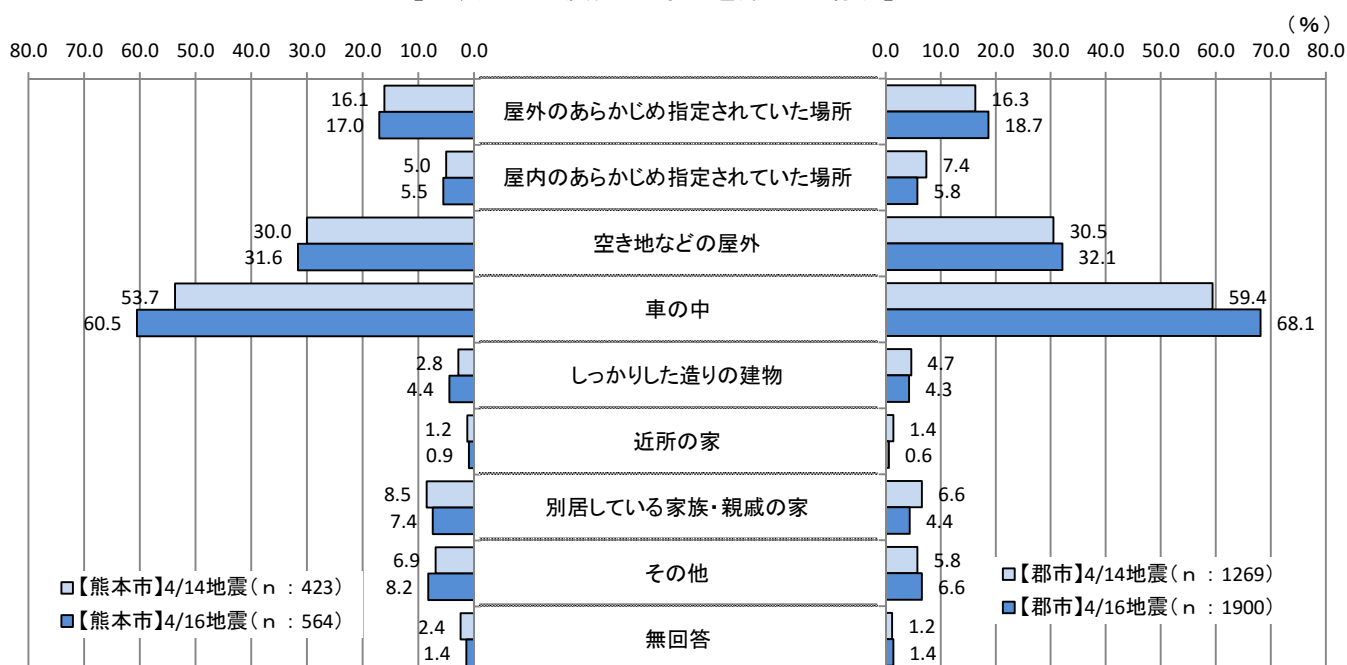 (%)
80.0 70.0 60.0 50.0 40.0 30.0 20.0 10.0 0.0 0.0 10.0 20.0 30.0 40.0 50.0 60.0 70.0 80.0
16.1 屋外のあらかじめ指定されていた場所 16.3
17.0 18.7
5.0 屋内のあらかじめ指定されていた場所 7.4
5.5 5.8
30.0 空き地などの屋外 30.5
31.6 32.1
53.7 車の中 59.4
60.5 68.1
2.8 しっかりした造りの建物 4.7
4.4 4.3
1.2 近所の家 1.4
0.9 0.6
8.5 別居している家族・親戚の家 6.6
7.4 4.4
6.9 その他 5.8
8.2 6.6
2.4 無回答 1.2
1.4 1.4
【熊本市】4/14地震(n : 423)
【熊本市】4/16地震(n : 564)
【郡市】4/14地震(n : 1269)
【郡市】4/16地震(n : 1900)